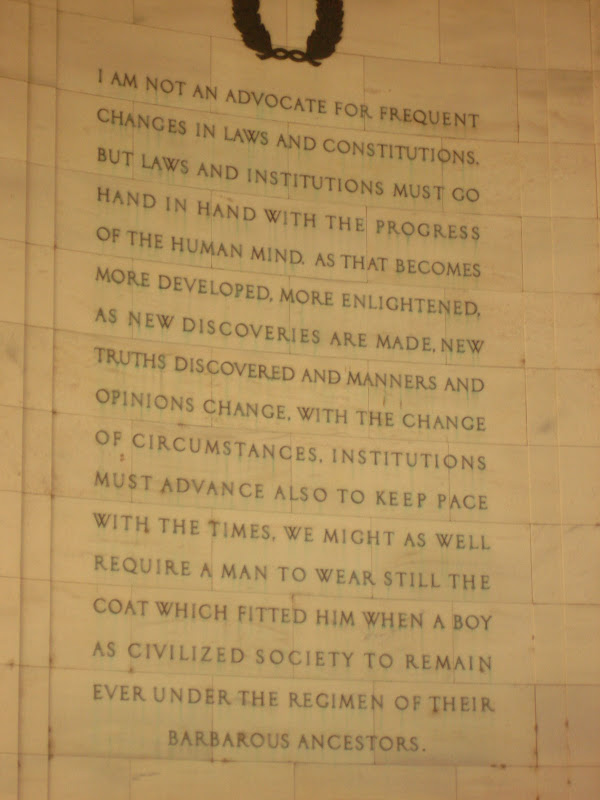 I AM NOT AN ADVOCATE FOR FREQUENT
CHANGES IN LAWS AND CONSTITUTIONS,
BUT LAWS AND INSTITUTIONS MUST GO
HAND IN HAND WITH THE PROGRESS
OF THE HUMAN MIND. AS THAT BECOMES
MORE DEVELOPED, MORE ENLIGHTENED,
AS NEW DISCOVERIES ARE MADE, NEW
TRUTHS DISCOVERED AND MANNERS AND
OPINIONS CHANGE, WITH THE CHANGE
OF CIRCUMSTANCES, INSTITUTIONS
MUST ADVANCE ALSO TO KEEP PACE
WITH THE TIMES, WE MIGHT AS WELL
REQUIRE A MAN TO WEAR STILL THE
COAT WHICH FITTED HIM WHEN A BOY
AS CIVILIZED SOCIETY TO REMAIN
EVER UNDER THE REGIMEN OF THEIR
BARBAROUS ANCESTORS.